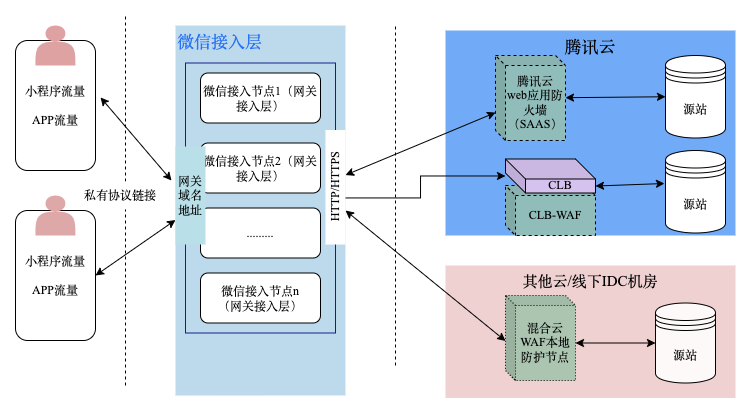 小程序流量
APP流量
小程序流量
APP流量
私有协议链接
微信接入层
网关
域名
地址
微信接入节点1（网关
接入层）
微信接入节点2（网关
接入层）
.........
微信接入节点n
（网关接入层）
HTTP/HTTPS
腾讯云
腾讯云
web应用防
火墙
（SAAS）
源站
CLB
CLB-WAF
源站
其他云/线下IDC机房
混合云
WAF本地
防护节点
源站